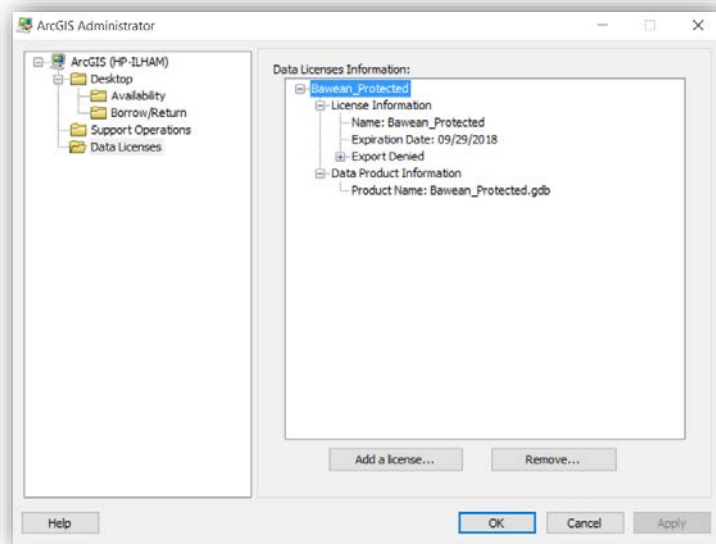 ArcGIS Administrator
ArcGIS (HP-ILHAM)
Desktop
Availability
Borrow/Return
Support Operations
Data Licenses
Data Licenses Information:
Bawean_Protected
License Information
Name: Bawean_Protected
Expiration Date: 09/29/2018
Export Denied
Data Product Information
Product Name: Bawean_Protected.gdb
Add a license...
Remove...
Help
OK
Cancel
Apply